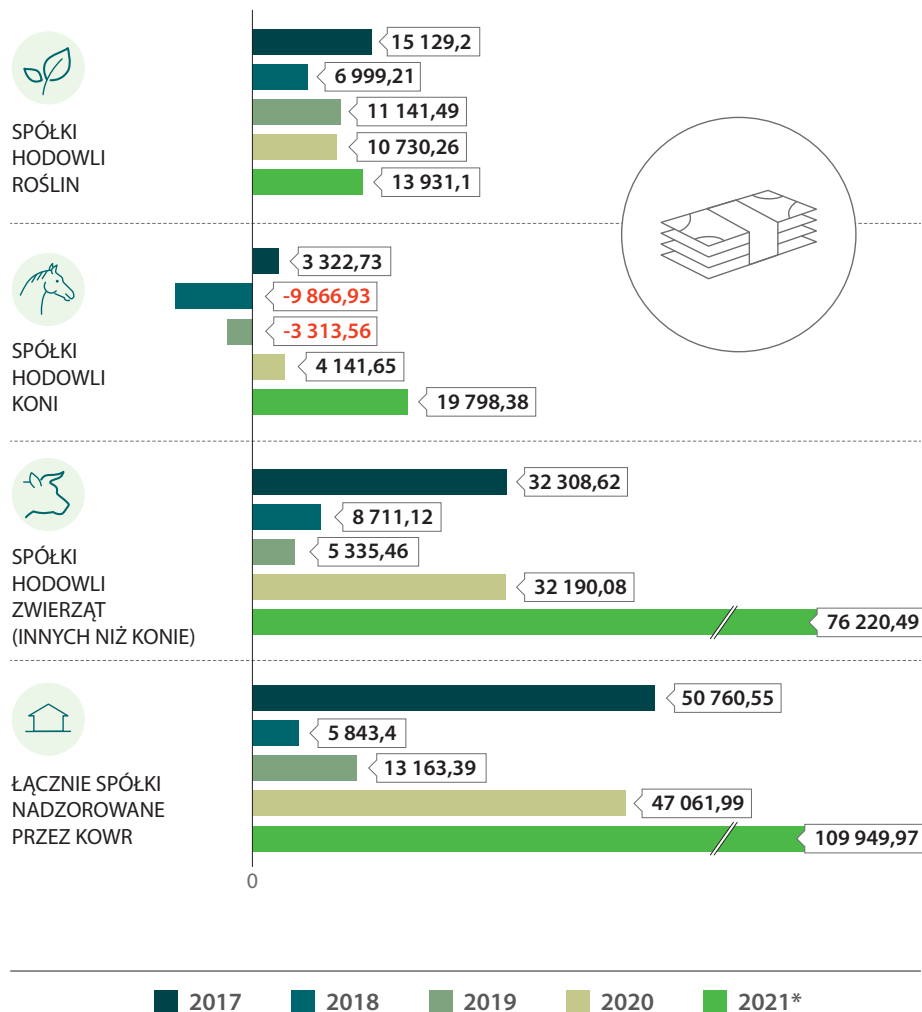 15 129,2
6 999,21
11 141,49
10 730,26
13 931,1
SPÓŁKI
HODOWLI
ROŚLIN
3 322,73
-9 866,93
-3 313,56
4 141,65
19 798,38
SPÓŁKI
HODOWLI
KONI
32 308,62
8 711,12
5 335,46
32 190,08
76 220,49
SPÓŁKI
HODOWLI
ZWIERZĄT
(INNYCH NIŻ KONIE)
50 760,55
5 843,4
13 163,39
47 061,99
109 949,97
ŁĄCZNIE SPÓŁKI
NADZOROWANE
PRZEZ KOWR
0
2017 2018 2019 2020 2021*